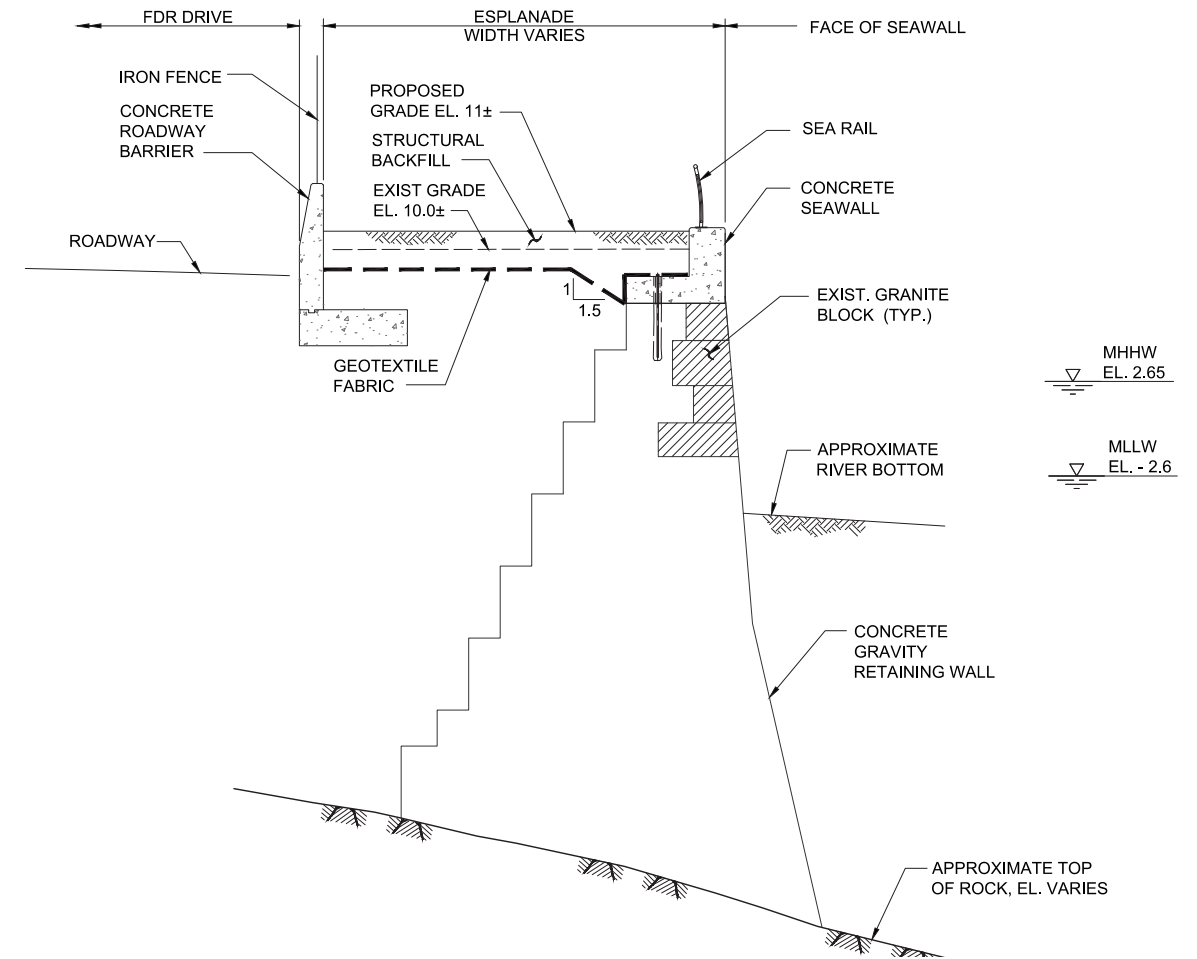 FDR DRIVE
ESPLANADE
WIDTH VARIES
FACE OF SEAWALL
IRON FENCE
CONCRETE
ROADWAY
BARRIER
PROPOSED
GRADE EL. 11±
STRUCTURAL
BACKFILL
EXIST GRADE
EL. 10.0±
SEA RAIL
CONCRETE
SEAWALL
ROADWAY
1
1.5
EXIST. GRANITE
BLOCK (TYP.)
GEOTEXTILE
FABRIC
MHHW
EL. 2.65
APPROXIMATE
RIVER BOTTOM
MLLW
EL. - 2.6
CONCRETE
GRAVITY
RETAINING WALL
APPROXIMATE TOP
OF ROCK, EL. VARIES